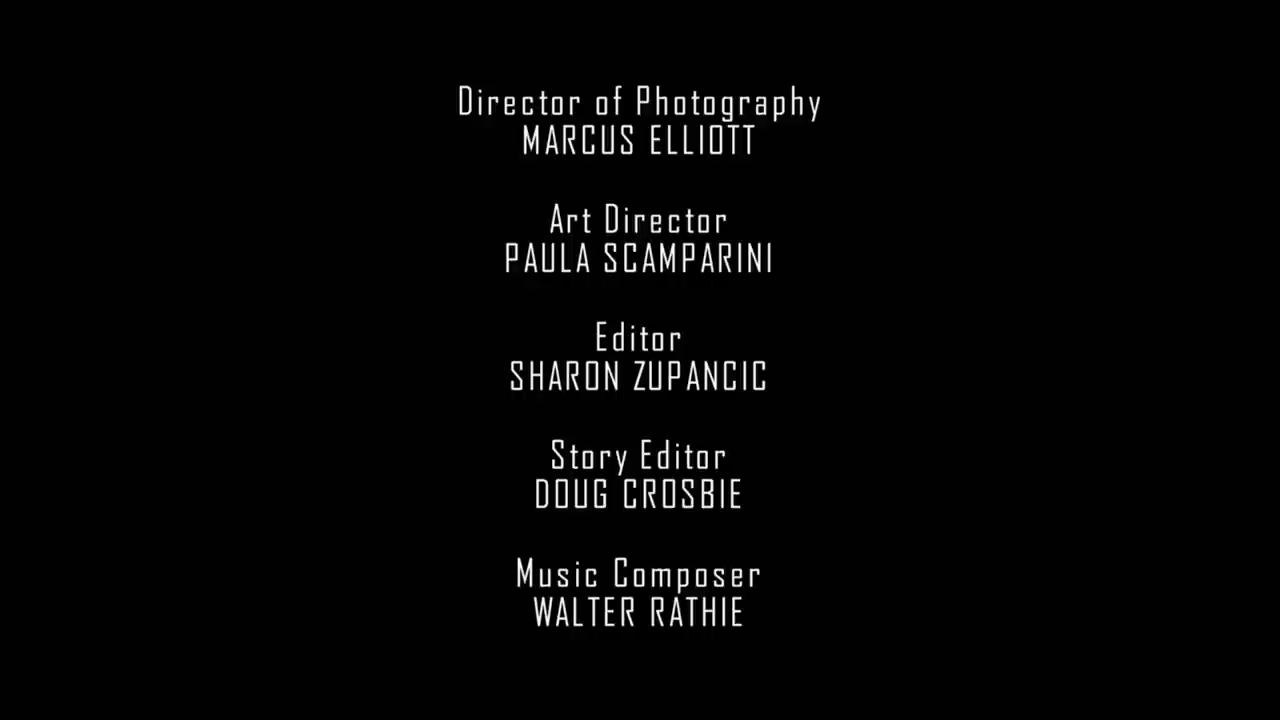 Director of Photography
MARCUS ELLIOTT
Art Director
PAULA SCAMPARINI
Editor
SHARON ZUPANCIC
Story Editor
DOUG CROSBIE
Music Composer
WALTER RATHIE